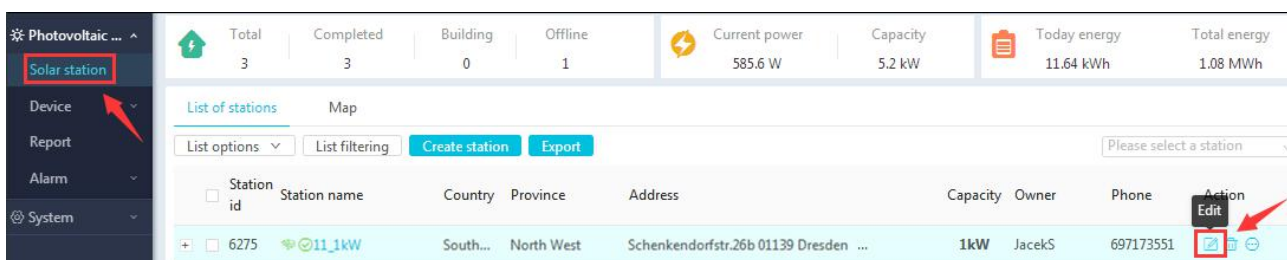 Photovoltaic ...
Total Completed Building Offline Current power Capacity Today energy Total energy
3 3 0 1 585.6 W 5.2 kW 11.64 kWh 1.08 MWh
Solar station
Device
Report
Alarm
System
List of stations Map
List options List filtering Create station Export Please select a station
Station id Station name Country Province Address Capacity Owner Phone Action
Edit
+ 6275 11_1kW South... North West Schenkendorfstr.26b 01139 Dresden ... 1kW JacekS 697173551